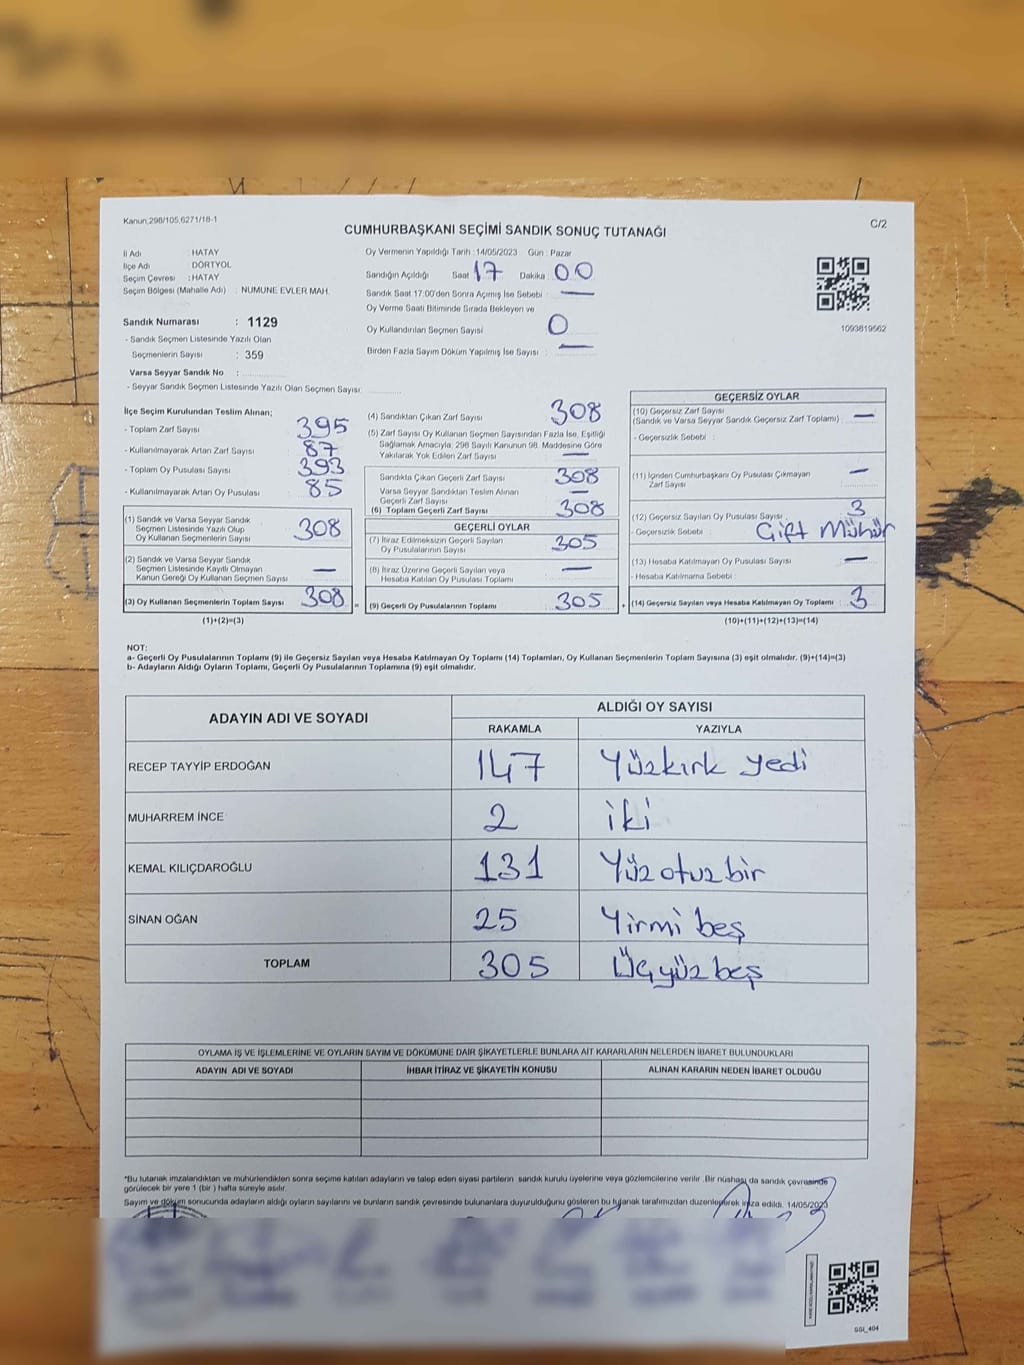 Kanun,298/105,6271/18-1
C/2
CUMHURBAŞKANI SEÇİMİ SANDIK SONUÇ TUTANAĞI
İl Adı : HATAY
İlçe Adı : DÖRTYOL
Seçim Çevresi : HATAY
Seçim Bölgesi (Mahalle Adı) : NUMUNE EVLER MAH.
Sandık Numarası : 1129
- Sandık Seçmen Listesinde Yazılı Olan
Seçmenlerin Sayısı : 359
Varsa Seyyar Sandık No :
- Seyyar Sandık Seçmen Listesinde Yazılı Olan Seçmen Sayısı:
Oy Vermenin Yapıldığı Tarih : 14/05/2023 Gün : Pazar
Sandığın Açıldığı Saat 17 Dakika : 00
Sandık Saat 17:00'den Sonra Açımış İse Sebebi : —
Oy Verme Saati Bitiminde Sırada Bekleyen ve
Oy Kullandırılan Seçmen Sayısı : 0
Birden Fazla Sayım Döküm Yapılmış İse Sayısı : —
1093819562
İlçe Seçim Kurulundan Teslim Alınan;
- Toplam Zarf Sayısı : 395
- Kullanılmayarak Artan Zarf Sayısı : 87
- Toplam Oy Pusulası Sayısı : 393
- Kullanılmayarak Artan Oy Pusulası : 85
(1) Sandık ve Varsa Seyyar Sandık
Seçmen Listesinde Yazılı Olup
Oy Kullanan Seçmenlerin Sayısı 308
(2) Sandık ve Varsa Seyyar Sandık
Seçmen Listesinde Kayıtlı Olmayan
Kanun Gereği Oy Kullanan Seçmen Sayısı —
(3) Oy Kullanan Seçmenlerin Toplam Sayısı 308 =
(1)+(2)=(3)
(4) Sandıktan Çıkan Zarf Sayısı 308
(5) Zarf Sayısı Oy Kullanan Seçmen Sayısından Fazla İse, Eşitliği
Sağlamak Amacıyla, 298 Sayılı Kanunun 98. Maddesine Göre
Yakılarak Yok Edilen Zarf Sayısı —
Sandıkta Çıkan Geçerli Zarf Sayısı 308
Varsa Seyyar Sandıktan Teslim Alınan
Geçerli Zarf Sayısı —
(6) Toplam Geçerli Zarf Sayısı 308
GEÇERLİ OYLAR
(7) İtiraz Edilmeksizin Geçerli Sayılan
Oy Pusulalarının Sayısı 305
(8) İtiraz Üzerine Geçerli Sayılan veya
Hesaba Katılan Oy Pusulası Toplamı —
(9) Geçerli Oy Pusulalarının Toplamı 305 +
GEÇERSİZ OYLAR
(10) Geçersiz Zarf Sayısı
(Sandık ve Varsa Seyyar Sandık Geçersiz Zarf Toplamı) : —
- Geçersizlik Sebebi :
(11) İçinden Cumhurbaşkanı Oy Pusulası Çıkmayan
Zarf Sayısı —
(12) Geçersiz Sayılan Oy Pusulası Sayısı : 3
- Geçersizlik Sebebi : Çift Mühür
(13) Hesaba Katılmayan Oy Pusulası Sayısı —
- Hesaba Katılmama Sebebi :
(14) Geçersiz Sayılan veya Hesaba Katılmayan Oy Toplamı 3
(10)+(11)+(12)+(13)=(14)
NOT:
a- Geçerli Oy Pusulalarının Toplamı (9) ile Geçersiz Sayılan veya Hesaba Katılmayan Oy Toplamı (14) Toplamları, Oy Kullanan Seçmenlerin Toplam Sayısına (3) eşit olmalıdır. (9)+(14)=(3)
b- Adayların Aldığı Oyların Toplamı, Geçerli Oy Pusulalarının Toplamına (9) eşit olmalıdır.
ADAYIN ADI VE SOYADI
ALDIĞI OY SAYISI
RAKAMLA YAZIYLA
RECEP TAYYİP ERDOĞAN 147 Yüzkırk yedi
MUHARREM İNCE 2 iki
KEMAL KILIÇDAROĞLU 131 Yüz otuz bir
SİNAN OĞAN 25 Yirmi beş
TOPLAM 305 Üçyüz beş
OYLAMA İŞ VE İŞLEMLERİNE VE OYLARIN SAYIM VE DÖKÜMÜNE DAİR ŞİKAYETLERLE BUNLARA AİT KARARLARIN NELERDEN İBARET BULUNDUKLARI
ADAYIN ADI VE SOYADI İHBAR İTİRAZ VE ŞİKAYETİN KONUSU ALINAN KARARIN NEDEN İBARET OLDUĞU
*Bu tutanak imzalandıktan ve mühürlendikten sonra seçime katılan adayların ve talep eden siyasi partilerin sandık kurulu üyelerine veya gözlemcilerine verilir. Bir nüshası da sandık çevresinde
görülecek bir yere 1 (bir ) hafta süreyle asılır.
Sayım ve döküm sonucunda adayların aldığı oyların sayılarını ve bunların sandık çevresinde bulunanlara duyurulduğunu gösteren bu tutanak tarafımızdan düzenlenerek imza edildi. 14/05/2023
SSI_404